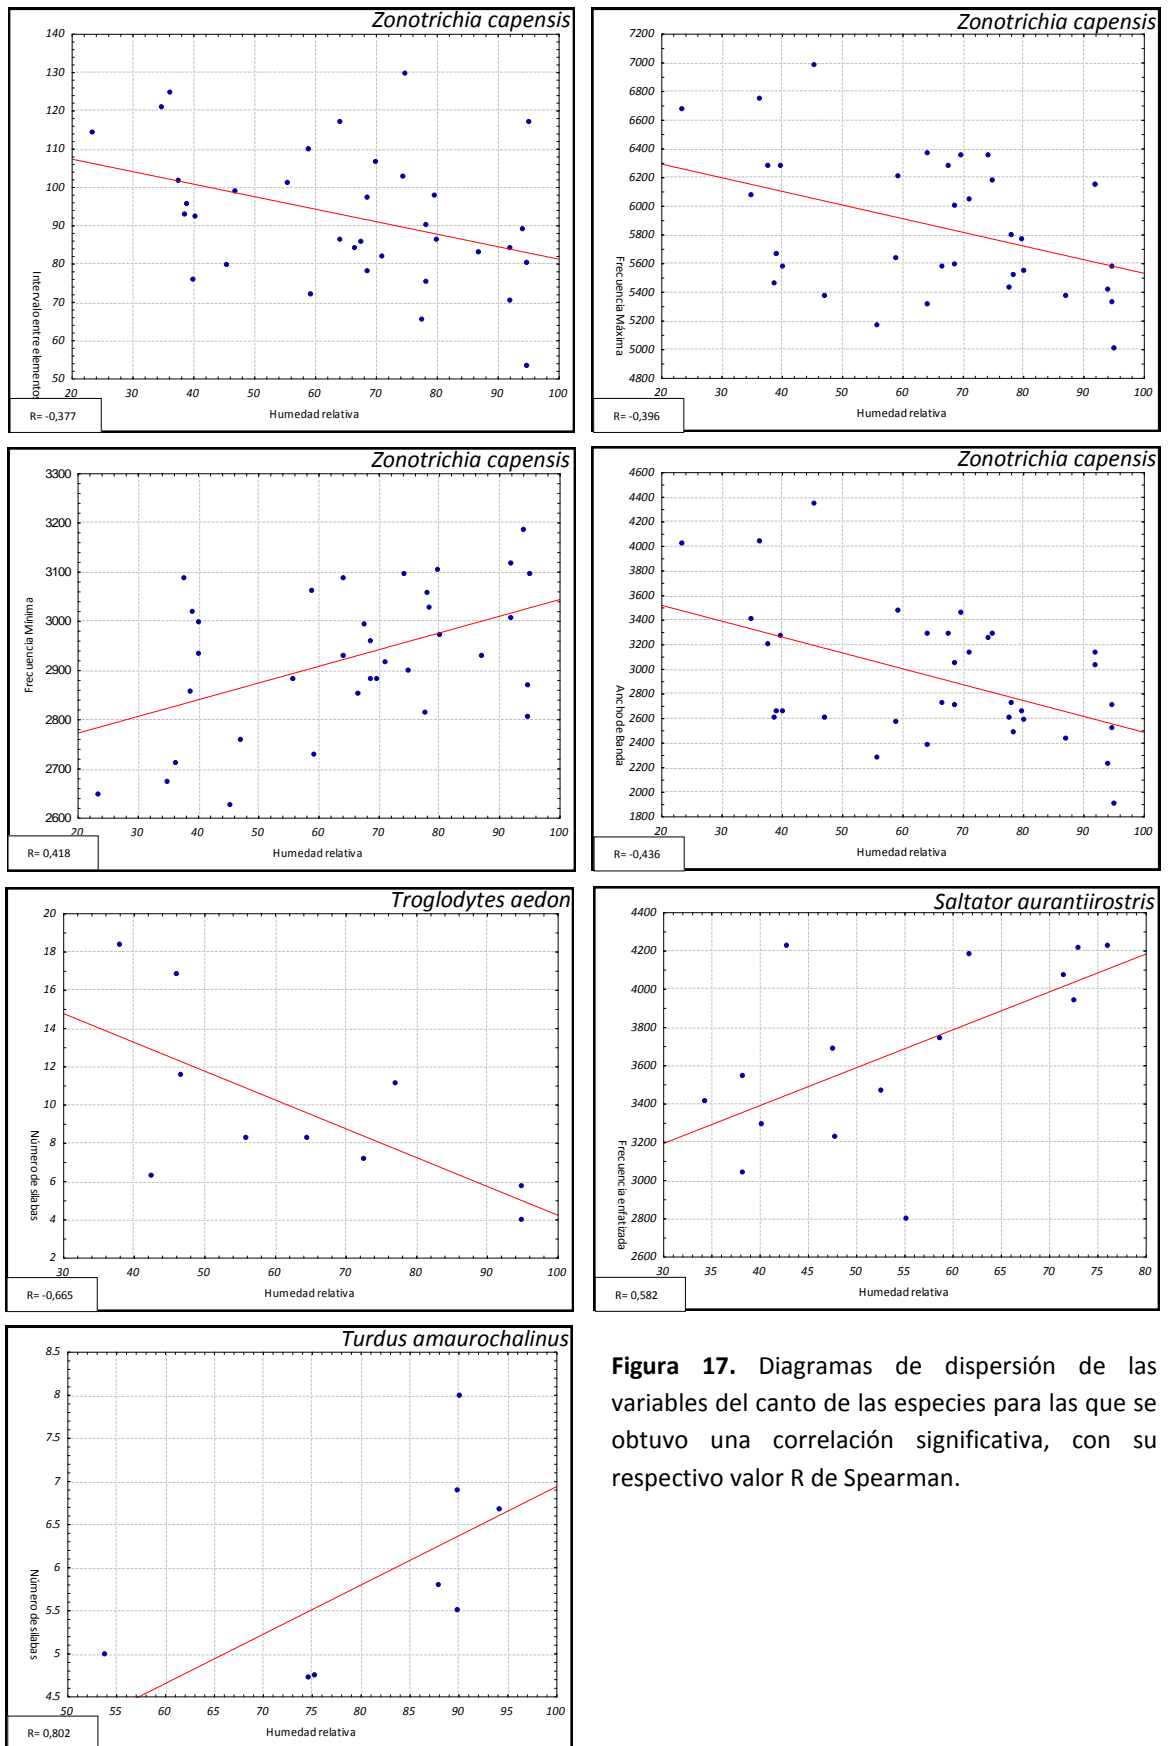 Zonotrichia capensis
140
130
120
110
100
90
80
70
60
50
Intervalo entre elementos
20 30 40 50 60 70 80 90 100
Humedad relativa
R= -0,377
Zonotrichia capensis
7200
7000
6800
6600
6400
6200
6000
5800
5600
5400
5200
5000
4800
Frecuencia Máxima
20 30 40 50 60 70 80 90 100
Humedad relativa
R= -0,396
Zonotrichia capensis
3300
3200
3100
3000
2900
2800
2700
2600
Frecuencia Mínima
20 30 40 50 60 70 80 90 100
Humedad relativa
R= 0,418
Zonotrichia capensis
4600
4400
4200
4000
3800
3600
3400
3200
3000
2800
2600
2400
2200
2000
1800
Ancho de Banda
20 30 40 50 60 70 80 90 100
Humedad relativa
R= -0,436
Troglodytes aedon
20
18
16
14
12
10
8
6
4
2
Número de sílabas
30 40 50 60 70 80 90 100
Humedad relativa
R= -0,665
Saltator aurantiirostris
4400
4200
4000
3800
3600
3400
3200
3000
2800
2600
Frecuencia enfatizada
30 35 40 45 50 55 60 65 70 75 80
Humedad relativa
R= 0,582
Turdus amaurochalinus
8.5
8
7.5
7
6.5
6
5.5
5
4.5
Número de sílabas
50 55 60 65 70 75 80 85 90 95 100
Humedad relativa
R= 0,802
Figura 17. Diagramas de dispersión de las
variables del canto de las especies para las que se
obtuvo una correlación significativa, con su
respectivo valor R de Spearman.